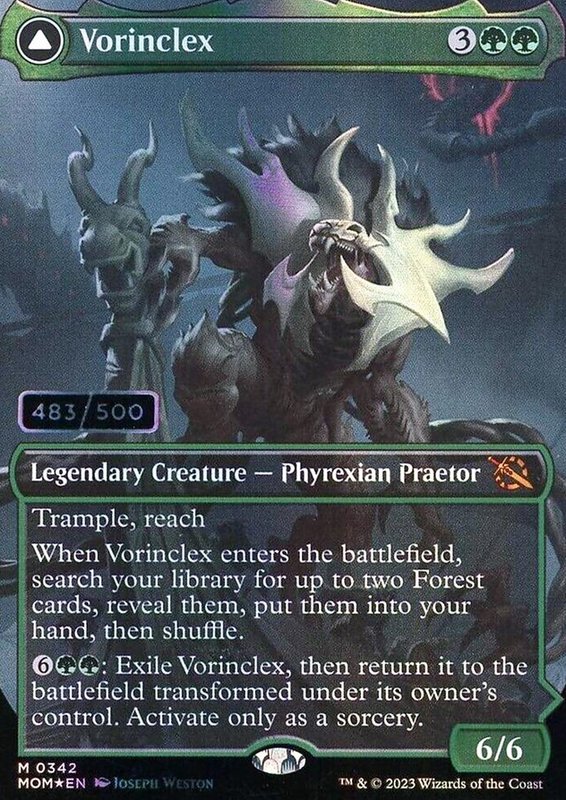 Vorinclex 3
483/500
Legendary Creature — Phyrexian Praetor
Trample, reach
When Vorinclex enters the battlefield,
search your library for up to two Forest
cards, reveal them, put them into your
hand, then shuffle.
6: Exile Vorinclex, then return it to the
battlefield transformed under its owner's
control. Activate only as a sorcery.
6/6
M 0342
MOM★EN Joseph Weston ™ & © 2023 Wizards of the Coast